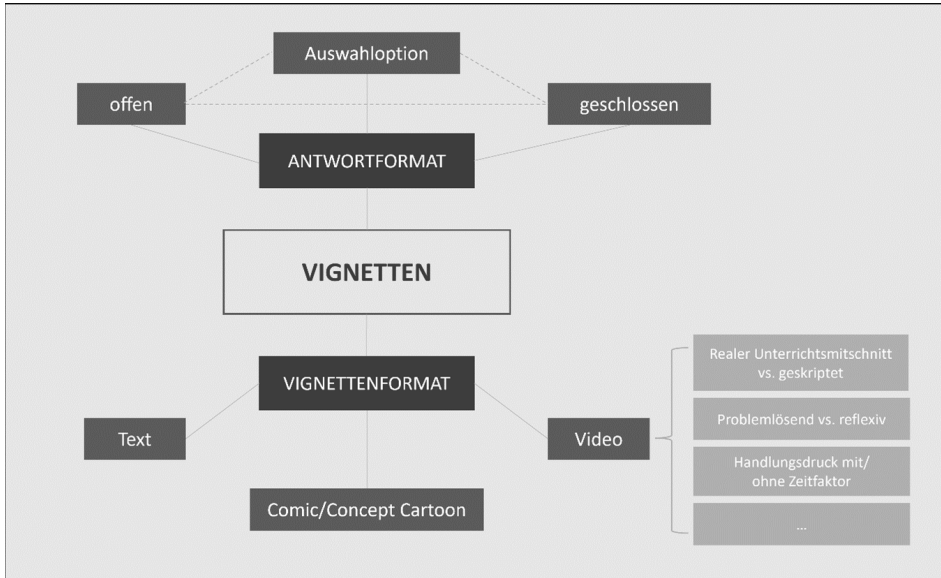 Auswahloption
offen
geschlossen
ANTWORTFORMAT
VIGNETTEN
VIGNETTENFORMAT
Text
Comic/Concept Cartoon
Video
Realer Unterrichtsmitschnitt
vs. geskriptet
Problemlösend vs. reflexiv
Handlungsdruck mit/
ohne Zeitfaktor
...